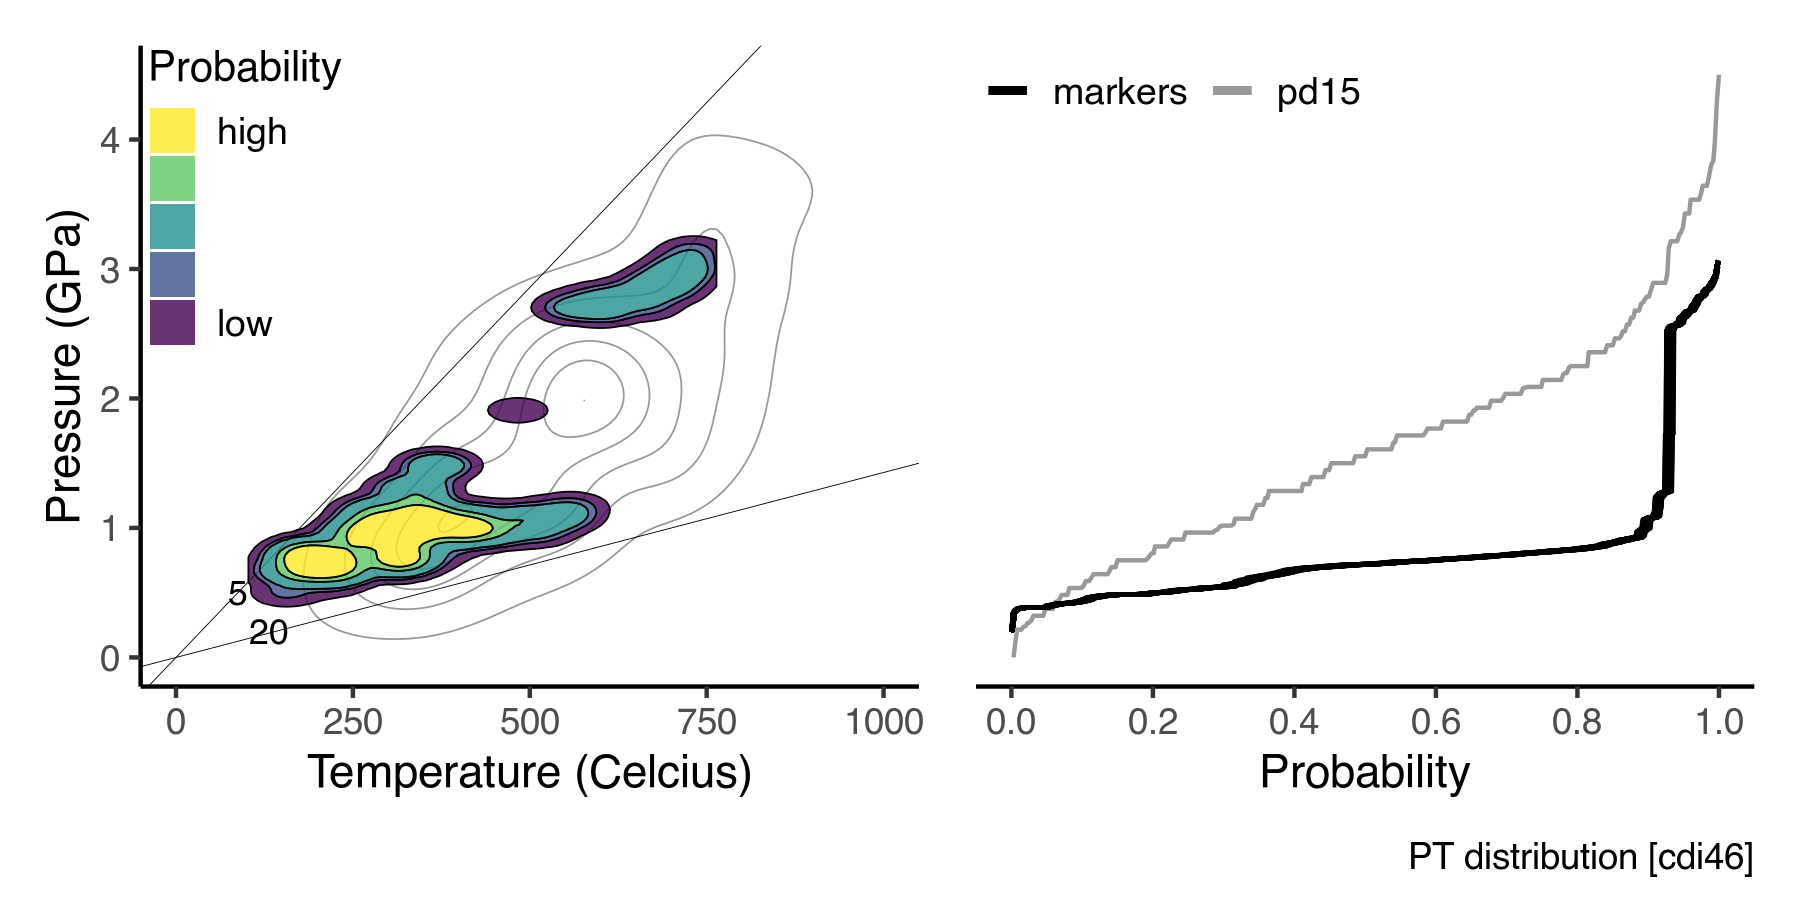 Probability
high
low
4
3
2
1
0
Pressure (GPa)
5
20
0
250
500
750
1000
Temperature (Celcius)
markers
pd15
0.0
0.2
0.4
0.6
0.8
1.0
Probability
PT distribution [cdi46]